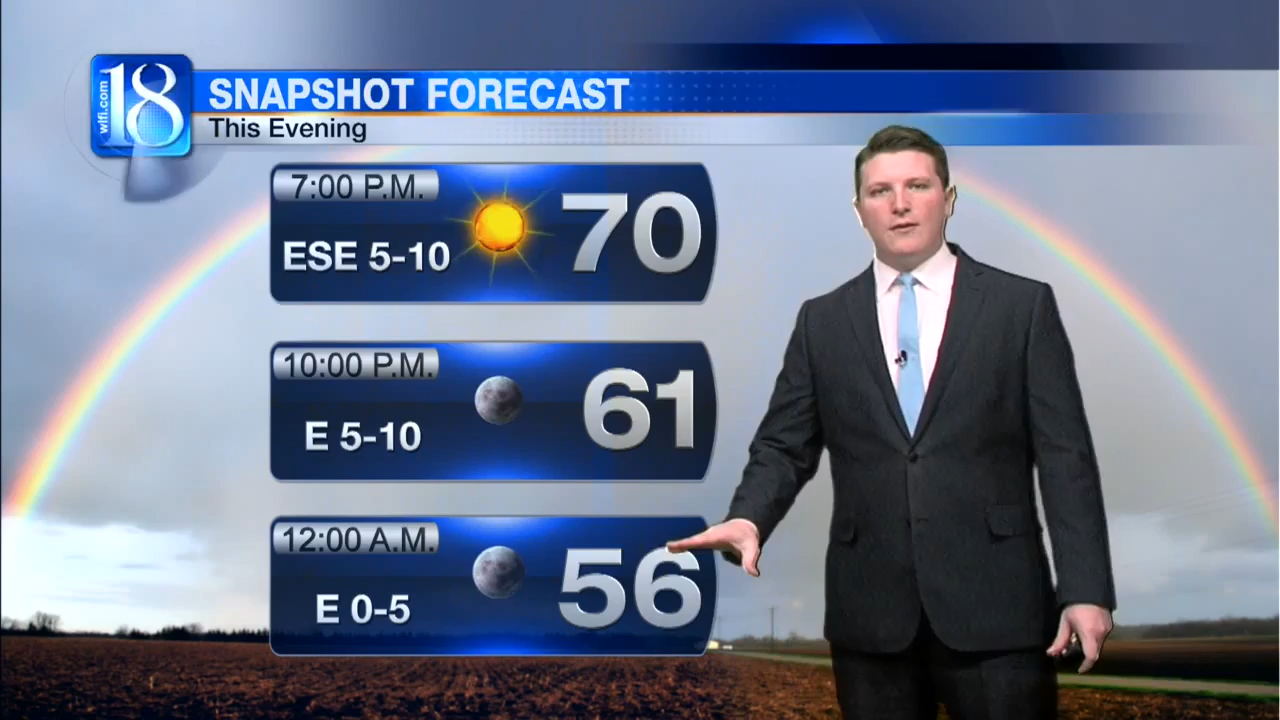 wlfi.com
18
SNAPSHOT FORECAST
This Evening
7:00 P.M.
ESE 5-10
70
10:00 P.M.
E 5-10
61
12:00 A.M.
E 0-5
56